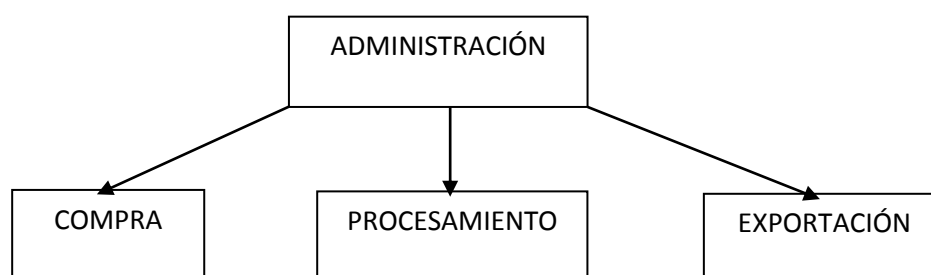 ADMINISTRACIÓN
COMPRA
PROCESAMIENTO
EXPORTACIÓN